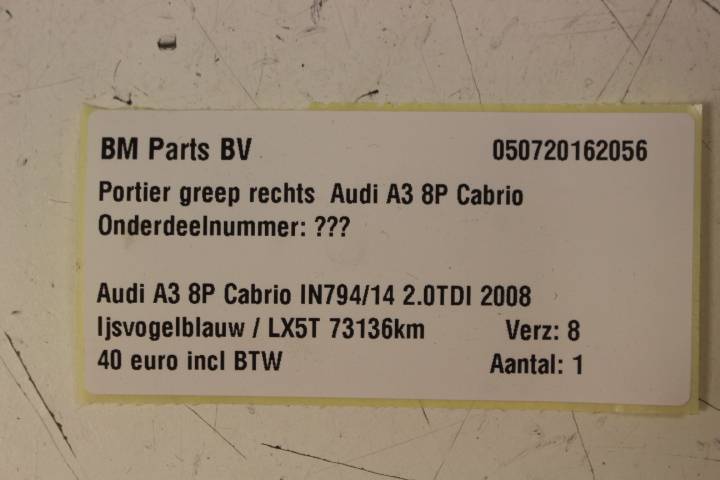 BM Parts BV 050720162056
Portier greep rechts Audi A3 8P Cabrio
Onderdeelnummer: ???
Audi A3 8P Cabrio IN794/14 2.0TDI 2008
Ijsvogelblauw / LX5T 73136km Verz: 8
40 euro incl BTW Aantal: 1